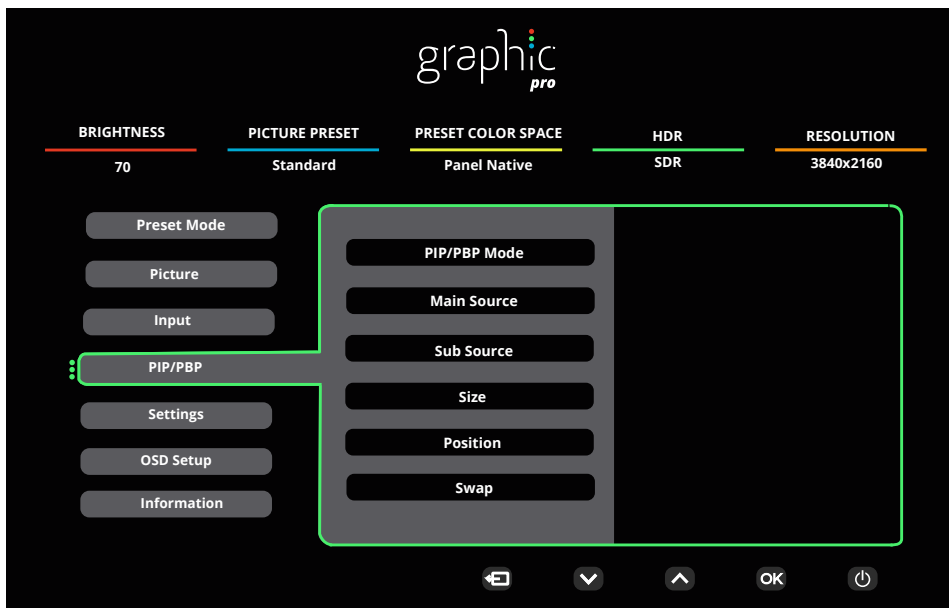 graphic
pro
BRIGHTNESS
PICTURE PRESET
PRESET COLOR SPACE
HDR
RESOLUTION
70
Standard
Panel Native
SDR
3840x2160
Preset Mode
Picture
Input
PIP/PBP
Settings
OSD Setup
Information
PIP/PBP Mode
Main Source
Sub Source
Size
Position
Swap
OK